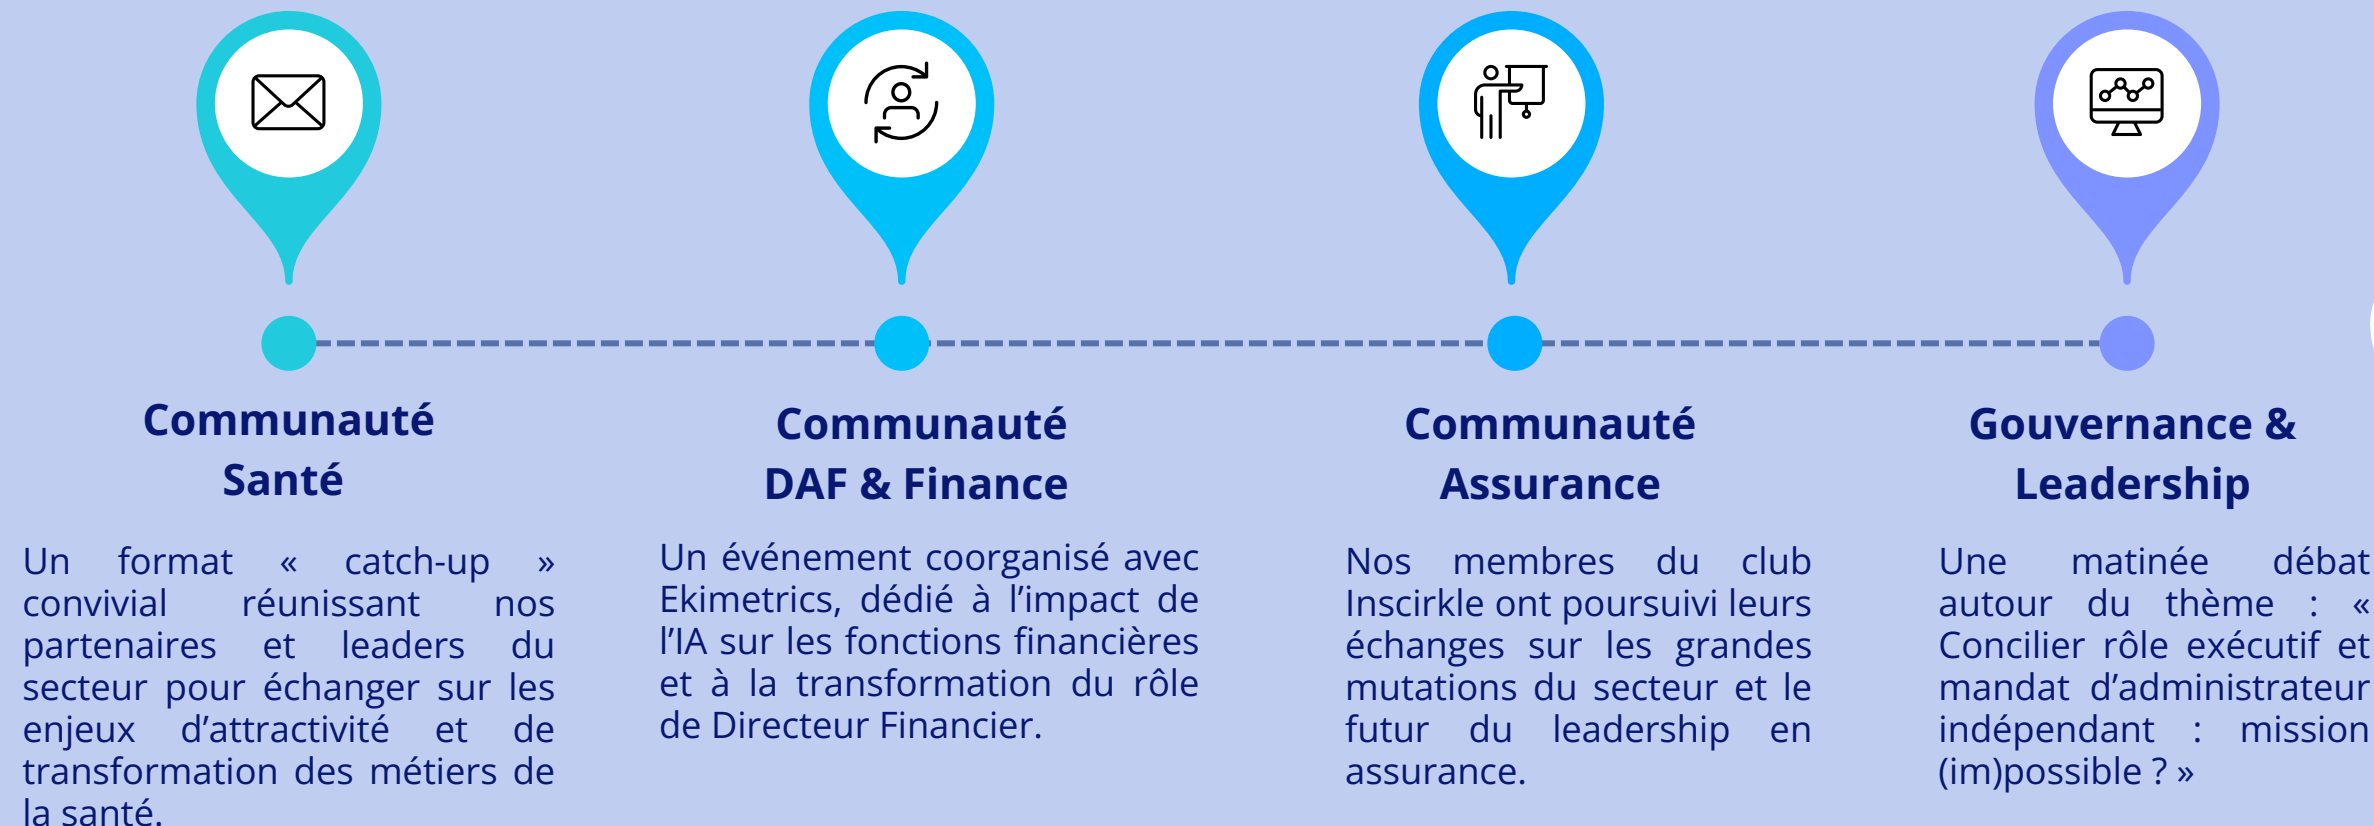 Communauté
Santé
Un format « catch-up »
convivial réunissant nos
partenaires et leaders du
secteur pour échanger sur les
enjeux d’attractivité et de
transformation des métiers de
la santé.
Communauté
DAF & Finance
Un événement coorganisé avec
Ekimetrics, dédié à l’impact de
l’IA sur les fonctions financières
et à la transformation du rôle
de Directeur Financier.
Communauté
Assurance
Nos membres du club
Inscirkle ont poursuivi leurs
échanges sur les grandes
mutations du secteur et le
futur du leadership en
assurance.
Gouvernance &
Leadership
Une matinée débat
autour du thème : «
Concilier rôle exécutif et
mandat d’administrateur
indépendant : mission
(im)possible ? »